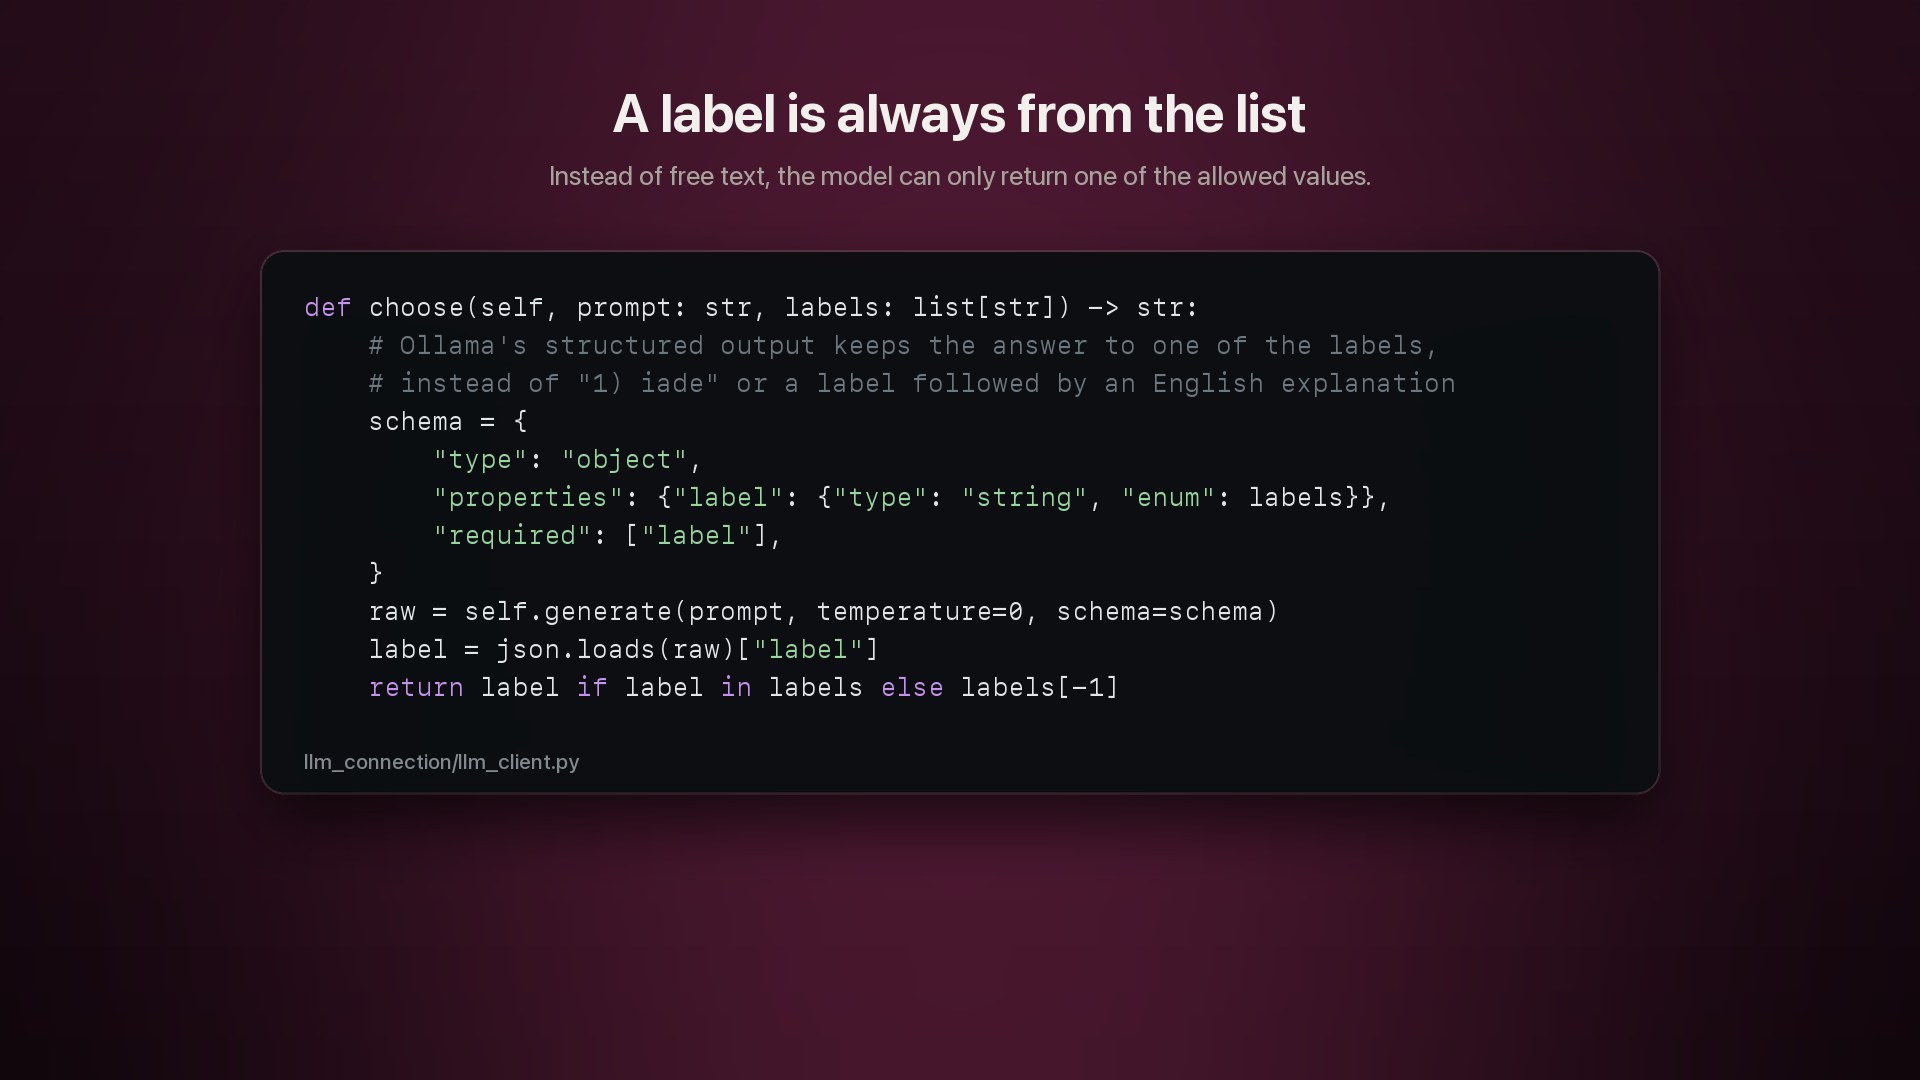 A label is always from the list
Instead of free text, the model can only return one of the allowed values.
def choose(self, prompt: str, labels: list[str]) -> str:
    # Ollama's structured output keeps the answer to one of the labels,
    # instead of "1) iade" or a label followed by an English explanation
    schema = {
        "type": "object",
        "properties": {"label": {"type": "string", "enum": labels}},
        "required": ["label"],
    }
    raw = self.generate(prompt, temperature=0, schema=schema)
    label = json.loads(raw)["label"]
    return label if label in labels else labels[-1]
llm_connection/llm_client.py